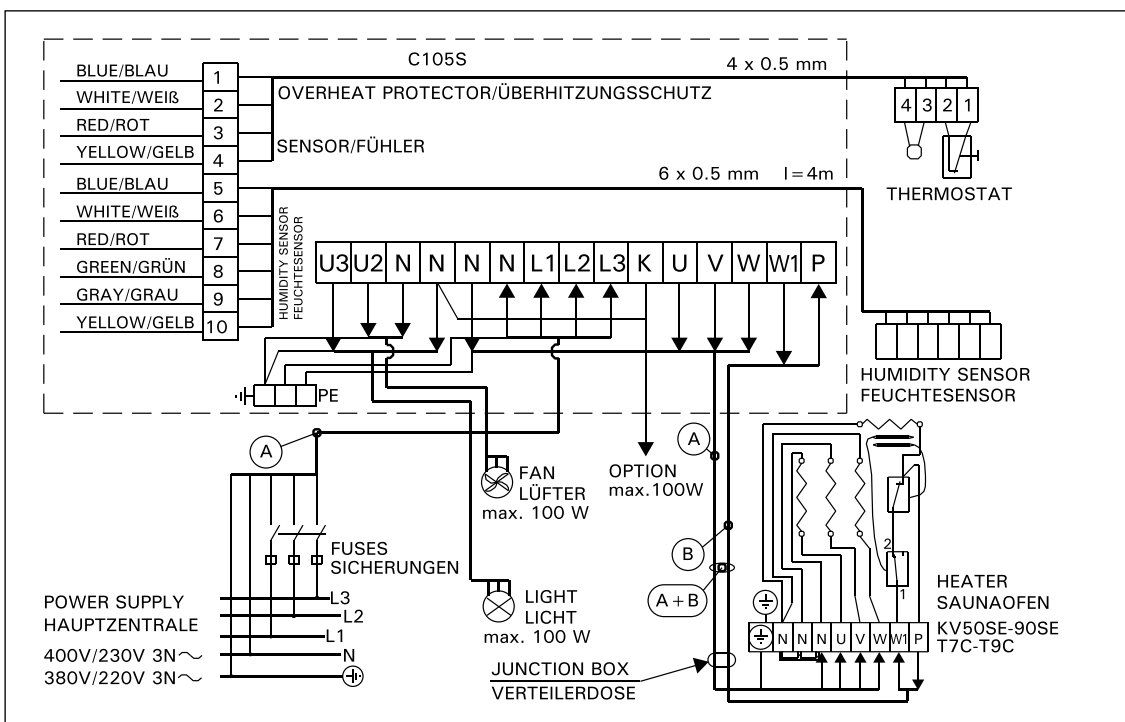 C105S
4 x 0.5 mm
BLUE/BLAU 1
WHITE/WEIß 2
OVERHEAT PROTECTOR/ÜBERHITZUNGSSCHUTZ
RED/ROT 3
YELLOW/GELB 4
SENSOR/FÜHLER
4 3 2 1
THERMOSTAT
BLUE/BLAU 5
6 x 0.5 mm l=4m
WHITE/WEIß 6
RED/ROT 7
GREEN/GRÜN 8
GRAY/GRAU 9
YELLOW/GELB 10
HUMIDITY SENSOR
FEUCHTESENSOR
U3 U2 N N N N L1 L2 L3 K U V W W1 P
HUMIDITY SENSOR
FEUCHTESENSOR
PE
A
FAN
LÜFTER
max. 100 W
OPTION
max.100W
A
B
A+B
FUSES
SICHERUNGEN
POWER SUPPLY
HAUPTZENTRALE
L3
L2
L1
400V/230V 3N~ N
380V/220V 3N~
LIGHT
LICHT
max. 100 W
JUNCTION BOX
VERTEILERDOSE
2
1
HEATER
SAUNAOFEN
KV50SE-90SE
T7C-T9C
N N N U V W W1 P